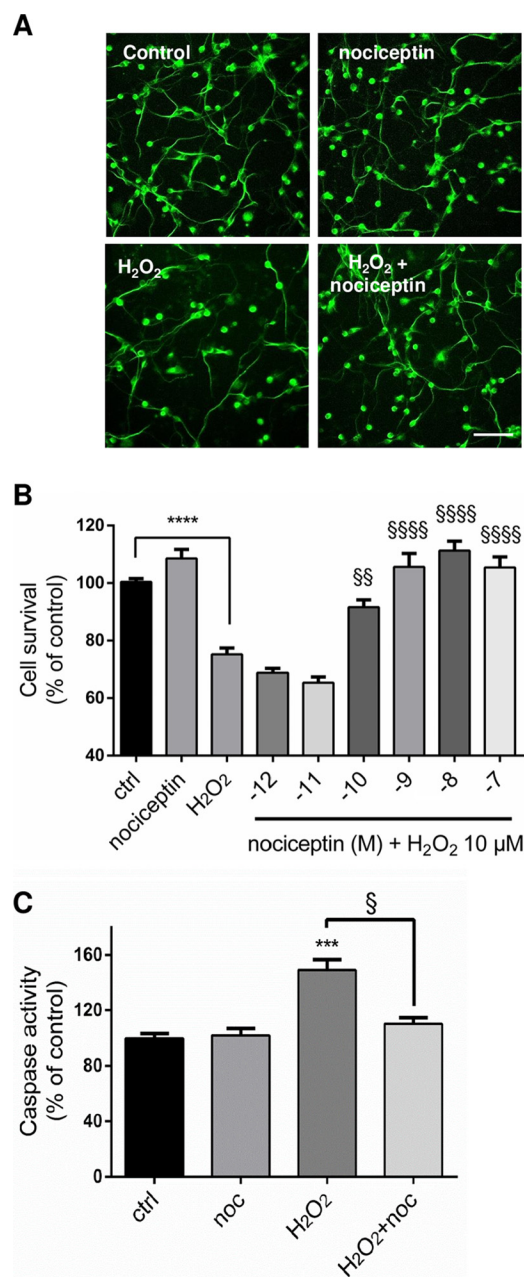 A
Control
nociceptin
H₂O₂
H₂O₂ +
nociceptin
B
Cell survival
(% of control)
120
100
80
60
40
****
§§
§§§§
§§§§
§§§§
ctrl
nociceptin
H₂O₂
-12
-11
-10
-9
-8
-7
nociceptin (M) + H₂O₂ 10 µM
C
Caspase activity
(% of control)
160
120
80
40
0
***
§
ctrl
noc
H₂O₂
H₂O₂+noc